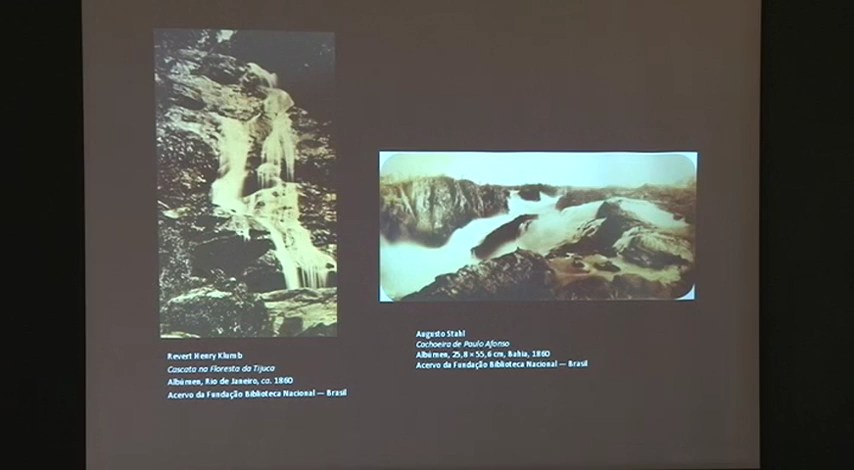 Revert Henry Klumb
Cascata na Floresta da Tijuca
Albúmen, Rio de Janeiro, ca. 1860
Acervo da Fundação Biblioteca Nacional — Brasil
Augusto Stahl
Cachoeira de Paulo Afonso
Albúmen, 25,8 × 55,6 cm, Bahia, 1860
Acervo da Fundação Biblioteca Nacional — Brasil